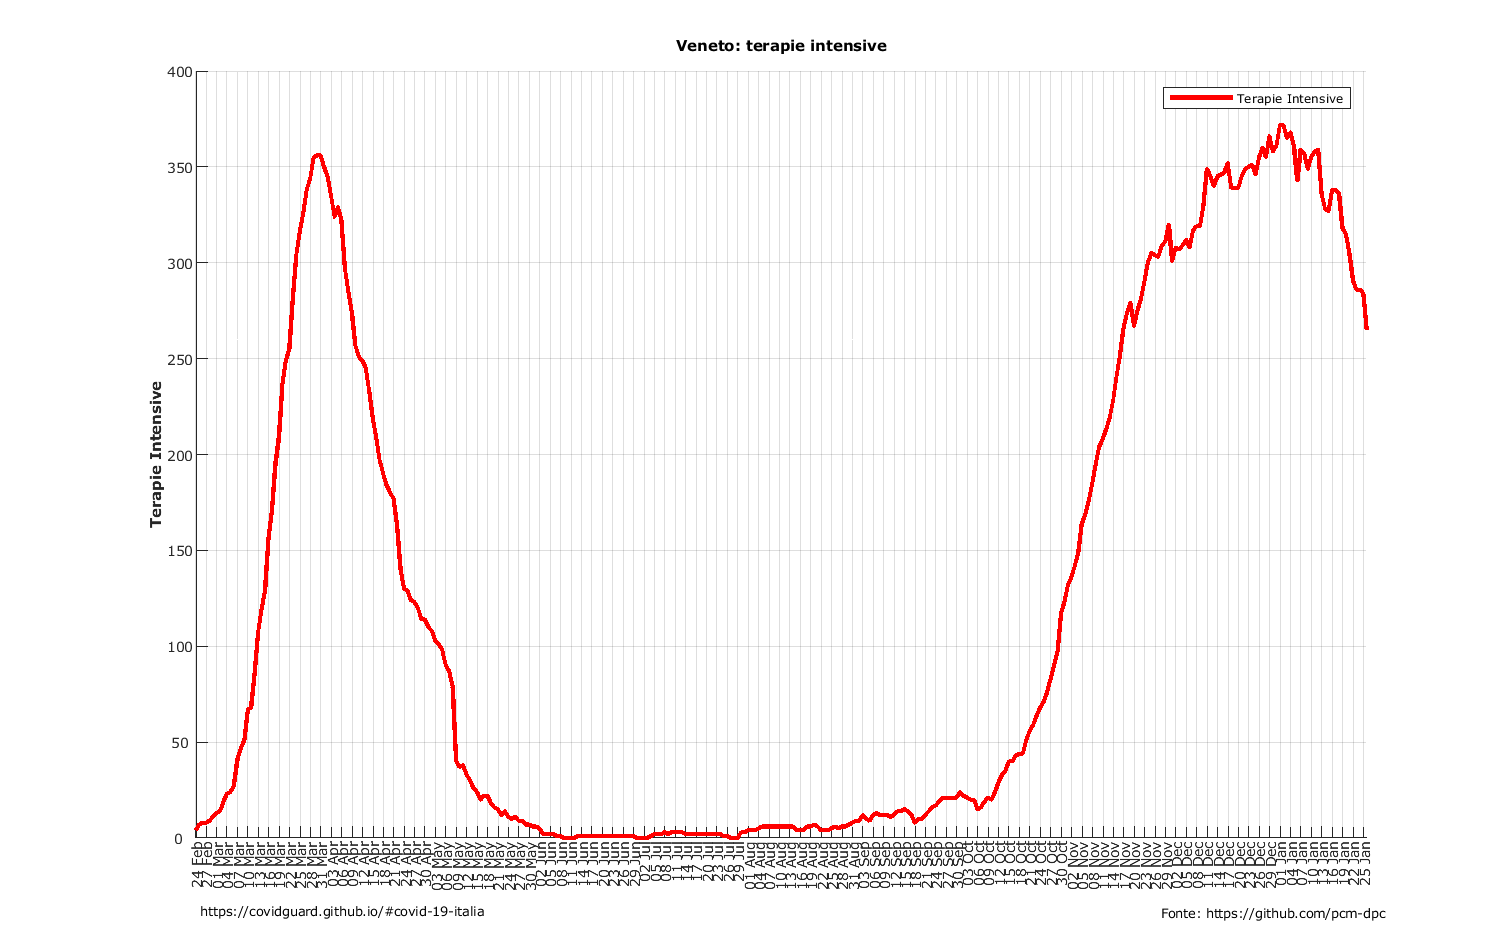 Veneto: terapie intensive
Terapie Intensive
400
350
300
250
200
150
100
50
0
Terapie Intensive
24 Feb
27 Feb
01 Mar
04 Mar
07 Mar
10 Mar
13 Mar
16 Mar
19 Mar
22 Mar
25 Mar
28 Mar
31 Mar
03 Apr
06 Apr
09 Apr
12 Apr
15 Apr
18 Apr
21 Apr
24 Apr
27 Apr
30 Apr
03 May
06 May
09 May
12 May
15 May
18 May
21 May
24 May
27 May
30 May
02 Jun
05 Jun
08 Jun
11 Jun
14 Jun
17 Jun
20 Jun
23 Jun
26 Jun
29 Jun
02 Jul
05 Jul
08 Jul
11 Jul
14 Jul
17 Jul
20 Jul
23 Jul
26 Jul
29 Jul
01 Aug
04 Aug
07 Aug
10 Aug
13 Aug
16 Aug
19 Aug
22 Aug
25 Aug
28 Aug
31 Aug
03 Sep
06 Sep
09 Sep
12 Sep
15 Sep
18 Sep
21 Sep
24 Sep
27 Sep
30 Sep
03 Oct
06 Oct
09 Oct
12 Oct
15 Oct
18 Oct
21 Oct
24 Oct
27 Oct
30 Oct
02 Nov
05 Nov
08 Nov
11 Nov
14 Nov
17 Nov
20 Nov
23 Nov
26 Nov
29 Nov
02 Dec
05 Dec
08 Dec
11 Dec
14 Dec
17 Dec
20 Dec
23 Dec
26 Dec
29 Dec
01 Jan
04 Jan
07 Jan
10 Jan
13 Jan
16 Jan
19 Jan
22 Jan
25 Jan
https://covidguard.github.io/#covid-19-italia
Fonte: https://github.com/pcm-dpc